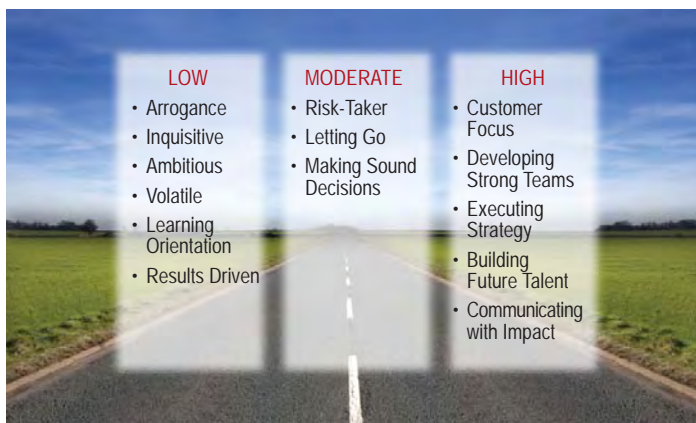 LOW
• Arrogance
• Inquisitive
• Ambitious
• Volatile
• Learning
Orientation
• Results Driven
MODERATE
• Risk-Taker
• Letting Go
• Making Sound
Decisions
HIGH
• Customer
Focus
• Developing
Strong Teams
• Executing
Strategy
• Building
Future Talent
• Communicating
with Impact